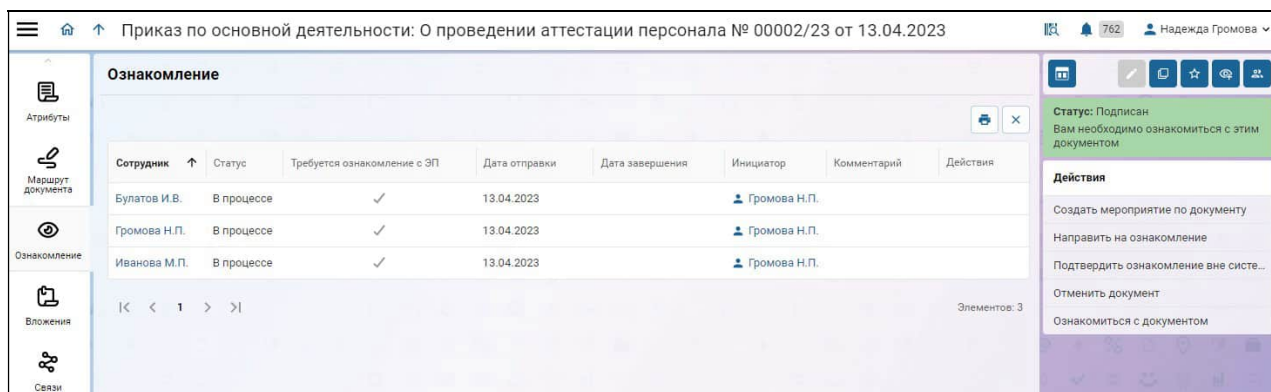 Приказ по основной деятельности: О проведении аттестации персонала № 00002/23 от 13.04.2023
762
Надежда Громова
Атрибуты
Маршрут
документа
Ознакомление
Вложения
Связи
Ознакомление
Сотрудник Статус Требуется ознакомление с ЭП Дата отправки Дата завершения Инициатор Комментарий Действия
Булатов И.В. В процессе 13.04.2023 Громова Н.П.
Громова Н.П. В процессе 13.04.2023 Громова Н.П.
Иванова М.П. В процессе 13.04.2023 Громова Н.П.
1
Элементов: 3
Статус: Подписан
Вам необходимо ознакомиться с этим
документом
Действия
Создать мероприятие по документу
Направить на ознакомление
Подтвердить ознакомление вне систе...
Отменить документ
Ознакомиться с документом